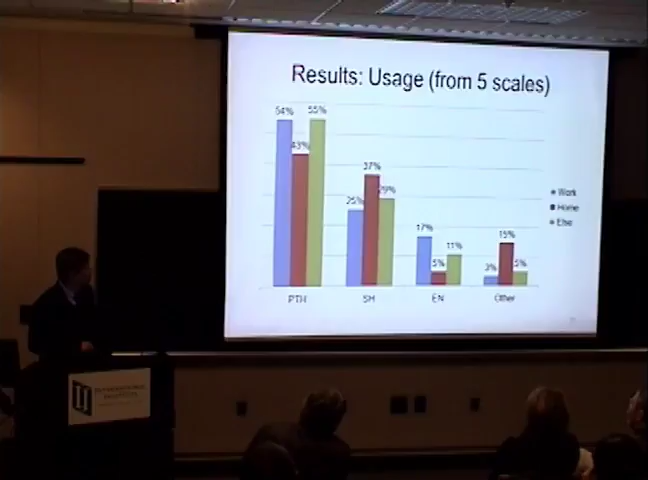 Results: Usage (from 5 scales)
54% 43% 55%
25% 37% 29%
17% 5% 11%
3% 15% 5%
Work
Home
Else
PTH SH EN Other